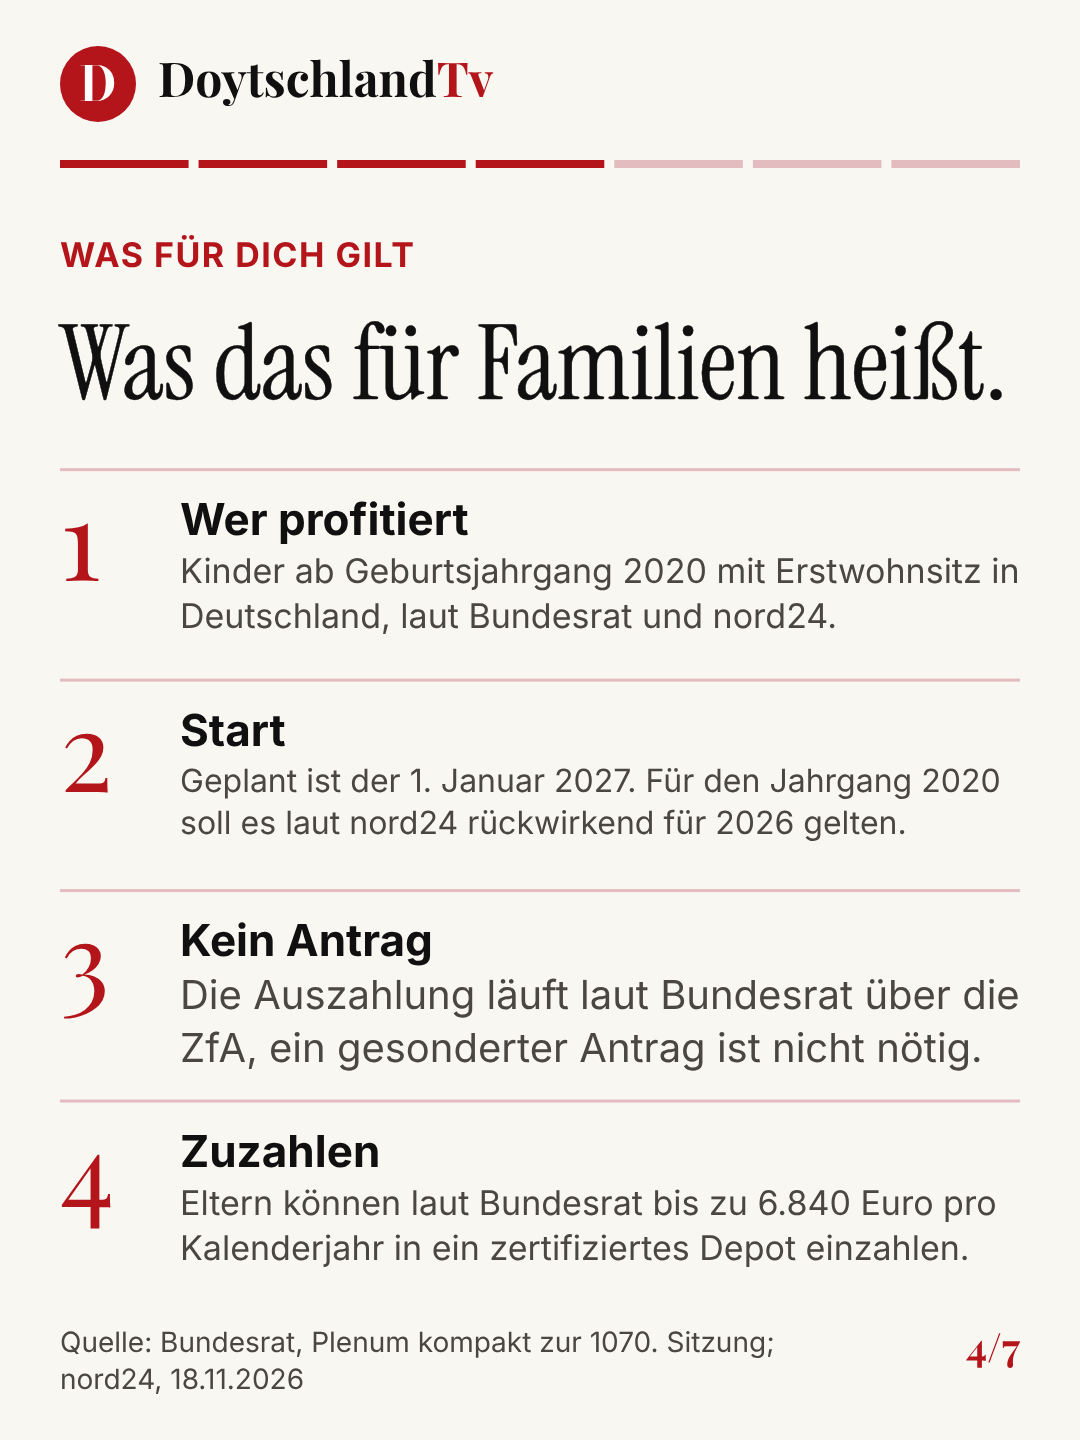 D DoytschlandTv
WAS FÜR DICH GILT
Was das für Familien heißt.
1 Wer profitiert
Kinder ab Geburtsjahrgang 2020 mit Erstwohnsitz in
Deutschland, laut Bundesrat und nord24.
2 Start
Geplant ist der 1. Januar 2027. Für den Jahrgang 2020
soll es laut nord24 rückwirkend für 2026 gelten.
3 Kein Antrag
Die Auszahlung läuft laut Bundesrat über die
ZfA, ein gesonderter Antrag ist nicht nötig.
4 Zuzahlen
Eltern können laut Bundesrat bis zu 6.840 Euro pro
Kalenderjahr in ein zertifiziertes Depot einzahlen.
Quelle: Bundesrat, Plenum kompakt zur 1070. Sitzung;
nord24, 18.11.2026
4/7